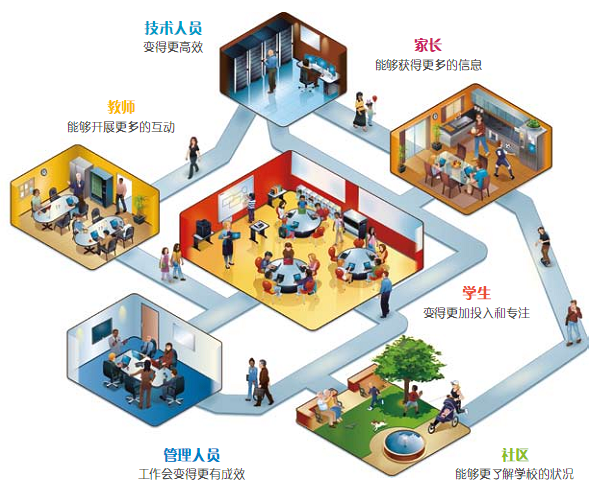 技术人员
变得更高效
家长
能够获得更多的信息
教师
能够开展更多的互动
学生
变得更加投入和专注
管理人员
工作会变得更有成效
社区
能够更了解学校的状况